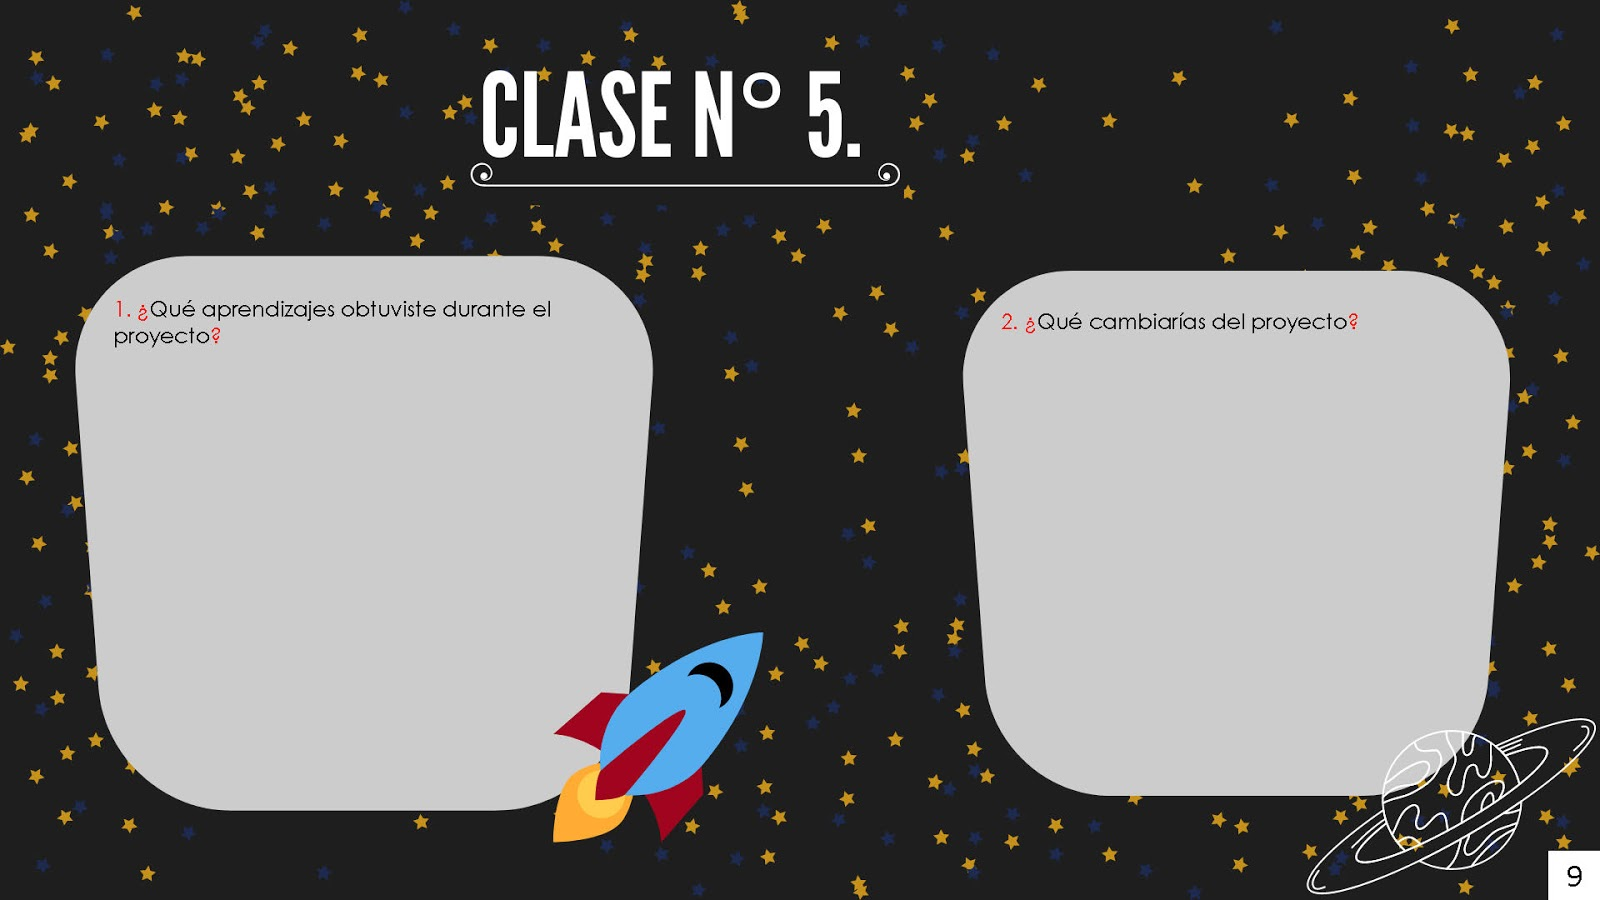 CLASE N° 5.
1. ¿Qué aprendizajes obtuviste durante el
proyecto?
2. ¿Qué cambiarías del proyecto?
9